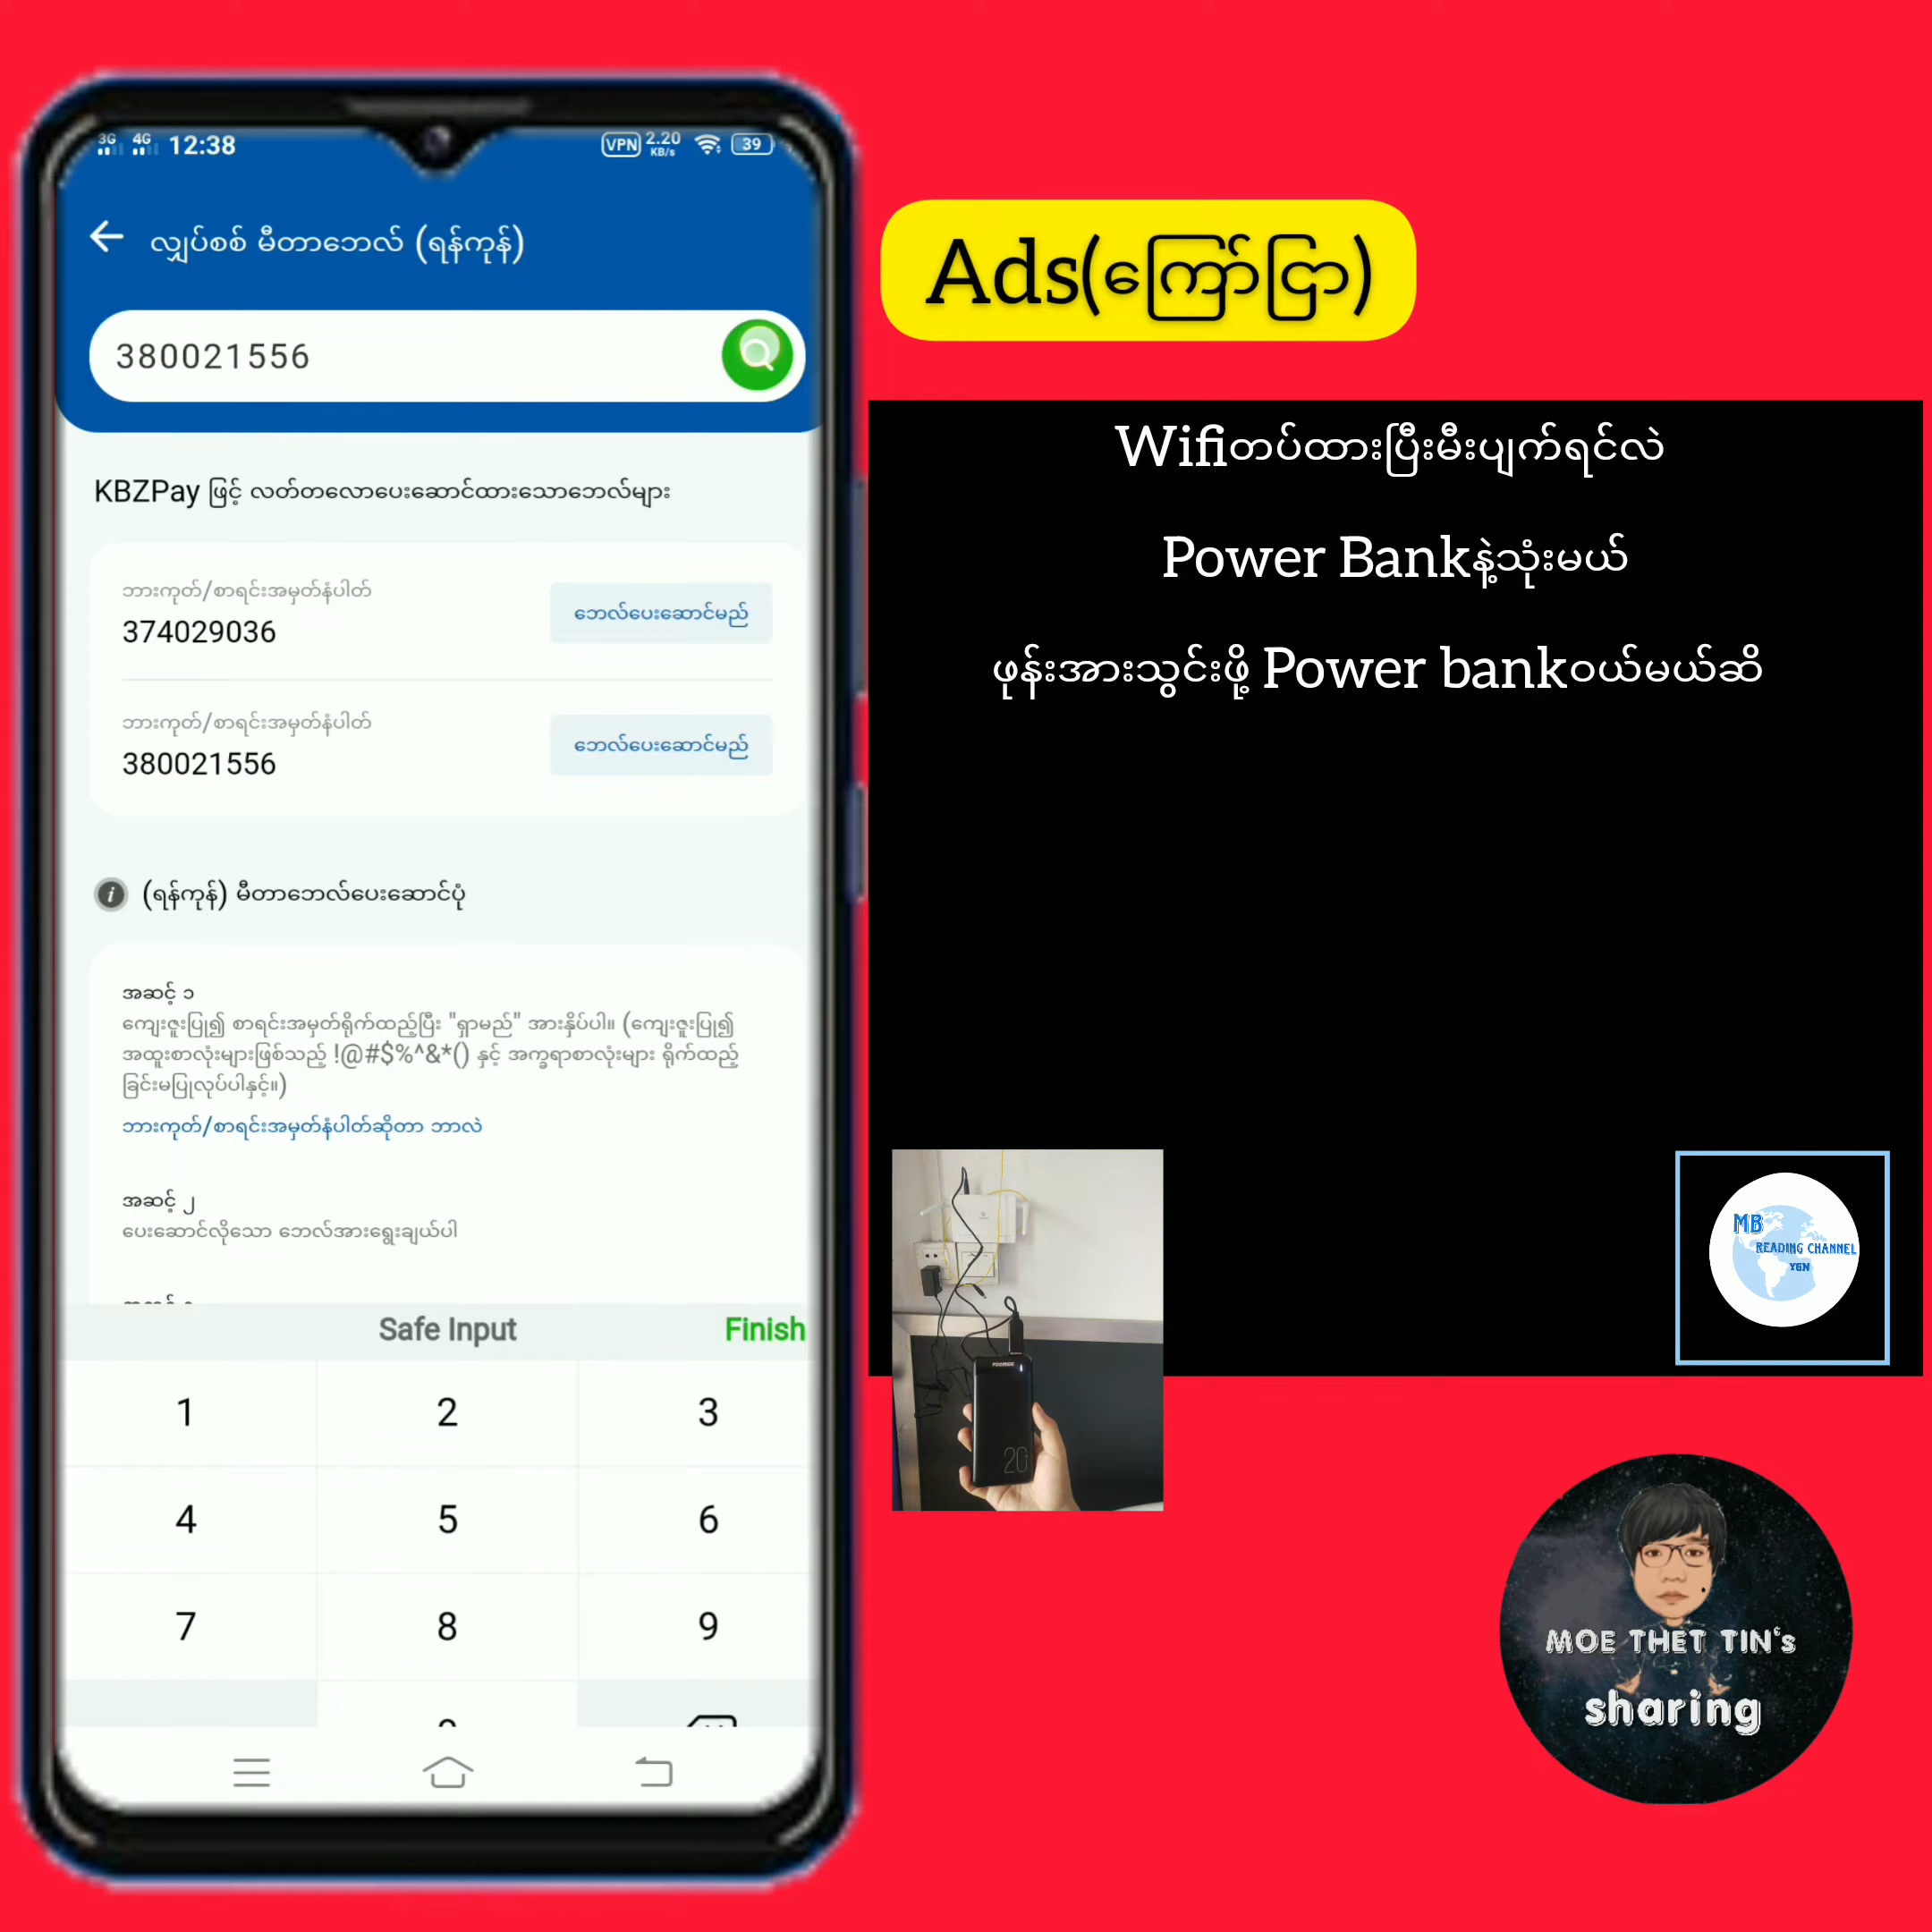 3G 4G 12:38 VPN 2.20 KB/s 39
လျှပ်စစ် မီတာဘေလ် (ရန်ကုန်)
380021556
KBZPay ဖြင့် လတ်တလောပေးဆောင်ထားသောဘေလ်များ
ဘားကုတ်/စာရင်းအမှတ်နံပါတ်
374029036
ဘေလ်ပေးဆောင်မည်
ဘားကုတ်/စာရင်းအမှတ်နံပါတ်
380021556
ဘေလ်ပေးဆောင်မည်
i (ရန်ကုန်) မီတာဘေလ်ပေးဆောင်ပုံ
အဆင့် ၁
ကျေးဇူးပြု၍ စာရင်းအမှတ်ရိုက်ထည့်ပြီး "ရှာမည်" အားနှိပ်ပါ။ (ကျေးဇူးပြု၍
အထူးစာလုံးများဖြစ်သည့် !@#$%^&*() နှင့် အက္ခရာစာလုံးများ ရိုက်ထည့်
ခြင်းမပြုလုပ်ပါနှင့်။)
ဘားကုတ်/စာရင်းအမှတ်နံပါတ်ဆိုတာ ဘာလဲ
အဆင့် ၂
ပေးဆောင်လိုသော ဘေလ်အားရွေးချယ်ပါ
Safe Input Finish
1 2 3
4 5 6
7 8 9
Ads(ကြော်ငြာ)
Wifiတပ်ထားပြီးမီးပျက်ရင်လဲ
Power Bankနဲ့သုံးမယ်
ဖုန်းအားသွင်းဖို့ Power bankဝယ်မယ်ဆိ
20
MB
READING CHANNEL
YGN
MOE THET TIN's
sharing